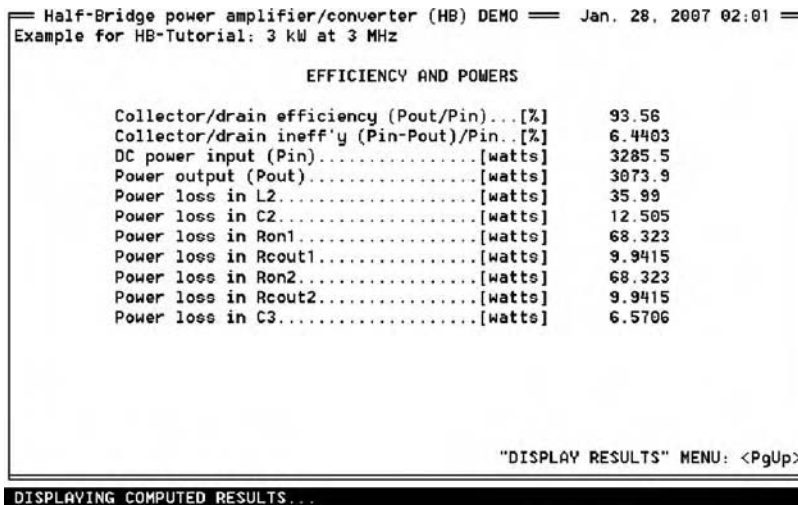 Half-Bridge power amplifier/converter (HB) DEMO Jan. 28, 2007 02:01
Example for HB-Tutorial: 3 kW at 3 MHz
EFFICIENCY AND POWERS
Collector/drain efficiency (Pout/Pin)...[%] 93.56
Collector/drain ineff'y (Pin-Pout)/Pin..[%] 6.4403
DC power input (Pin)................[watts] 3285.5
Power output (Pout).................[watts] 3073.9
Power loss in L2....................[watts] 35.99
Power loss in C2....................[watts] 12.505
Power loss in Ron1..................[watts] 68.323
Power loss in Rcout1................[watts] 9.9415
Power loss in Ron2..................[watts] 68.323
Power loss in Rcout2................[watts] 9.9415
Power loss in C3....................[watts] 6.5706
"DISPLAY RESULTS" MENU: <PgUp>
DISPLAYING COMPUTED RESULTS...